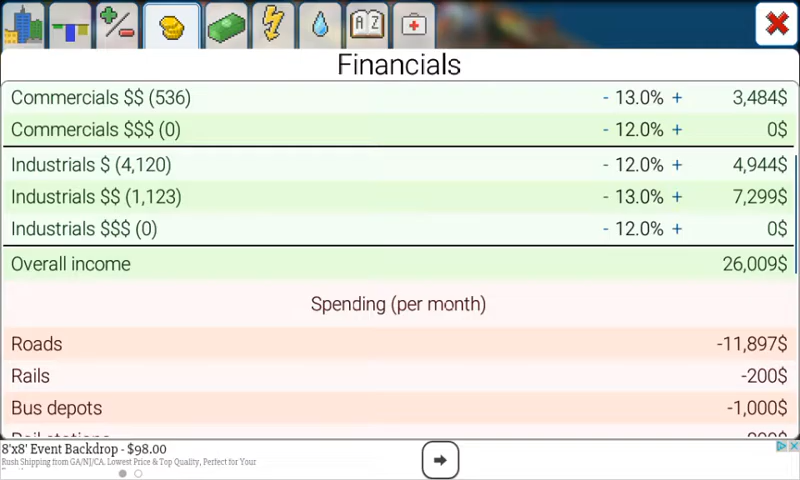 A Z
Financials
Commercials $$ (536) - 13.0% + 3,484$
Commercials $$$ (0) - 12.0% + 0$
Industrials $ (4,120) - 12.0% + 4,944$
Industrials $$ (1,123) - 13.0% + 7,299$
Industrials $$$ (0) - 12.0% + 0$
Overall income 26,009$
Spending (per month)
Roads -11,897$
Rails -200$
Bus depots -1,000$
8'x8' Event Backdrop - $98.00
Rush Shipping from GA/NJ/CA. Lowest Price & Top Quality, Perfect for Your